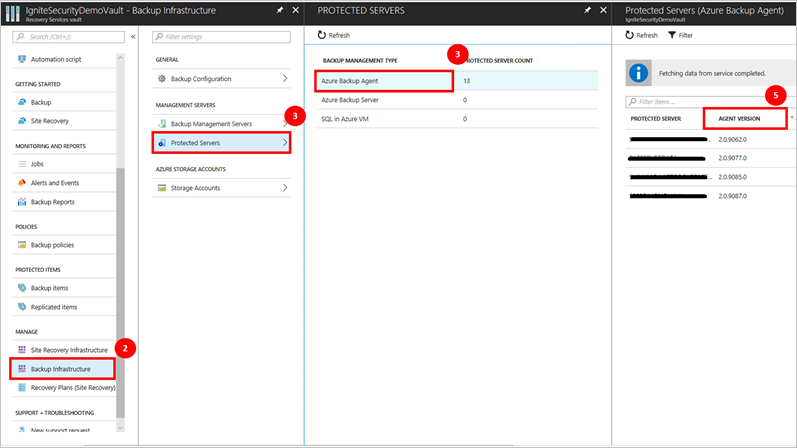 IgniteSecurityDemoVault - Backup Infrastructure
Recovery Services vault
Search (Ctrl+/)
Automation script
GETTING STARTED
Backup
Site Recovery
MONITORING AND REPORTS
Jobs
Alerts and Events
Backup Reports
POLICIES
Backup policies
PROTECTED ITEMS
Backup items
Replicated items
MANAGE
Site Recovery Infrastructure
2
Backup Infrastructure
Recovery Plans (Site Recovery)
SUPPORT + TROUBLESHOOTING
New support request
Filter settings
GENERAL
Backup Configuration
MANAGEMENT SERVERS
3
Backup Management Servers
Protected Servers
AZURE STORAGE ACCOUNTS
Storage Accounts
PROTECTED SERVERS
Refresh
3
BACKUP MANAGEMENT TYPE
ROTECTED SERVER COUNT
Azure Backup Agent 13
Azure Backup Server 0
SQL in Azure VM 0
Protected Servers (Azure Backup Agent)
IgniteSecurityDemoVault
Refresh Filter
Fetching data from service completed.
5
Filter items ...
PROTECTED SERVER AGENT VERSION
2.0.9062.0
2.0.9077.0
2.0.9085.0
2.0.9087.0